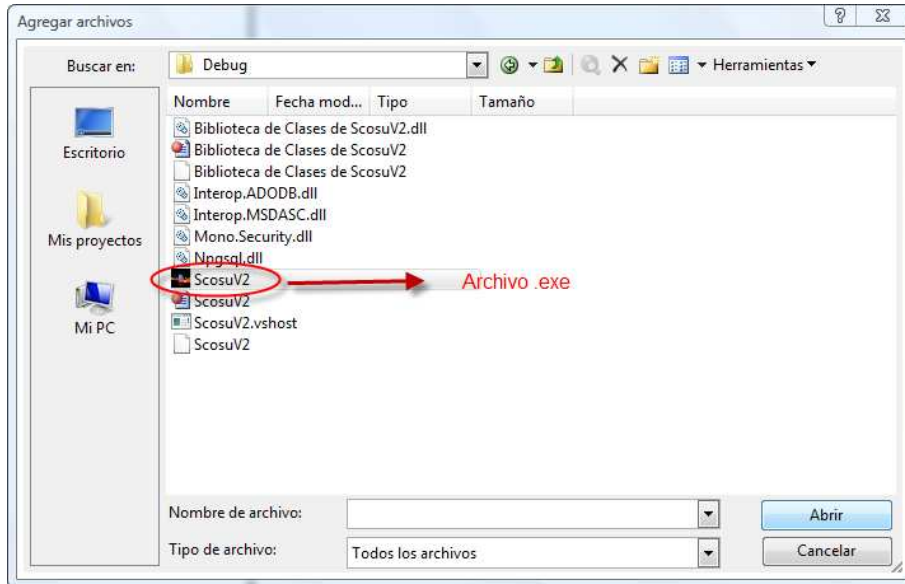 Agregar archivos
Buscar en: Debug Herramientas
Nombre Fecha mod... Tipo Tamaño
Escritorio
Mis proyectos
Mi PC
Biblioteca de Clases de ScosuV2.dll
Biblioteca de Clases de ScosuV2
Biblioteca de Clases de ScosuV2
Interop.ADODB.dll
Interop.MSDASC.dll
Mono.Security.dll
Npgsql.dll
ScosuV2 Archivo .exe
ScosuV2
ScosuV2.vshost
ScosuV2
Nombre de archivo: Abrir
Tipo de archivo: Todos los archivos Cancelar